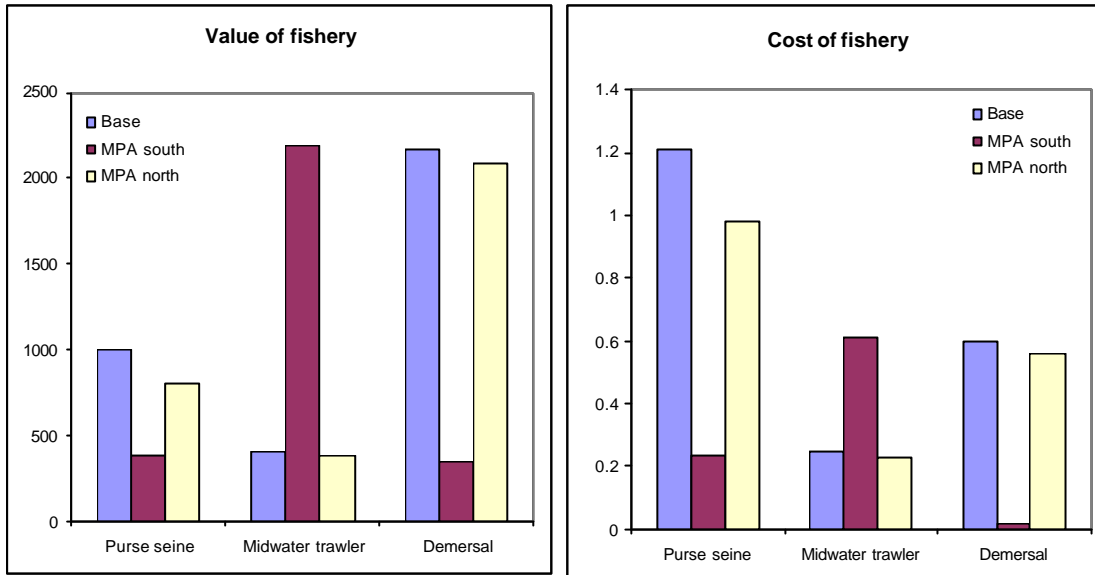 Value of fishery
2500
2000
1500
1000
500
0
Base
MPA south
MPA north
Purse seine Midwater trawler Demersal
Cost of fishery
1.4
1.2
1
0.8
0.6
0.4
0.2
0
Base
MPA south
MPA north
Purse seine Midwater trawler Demersal